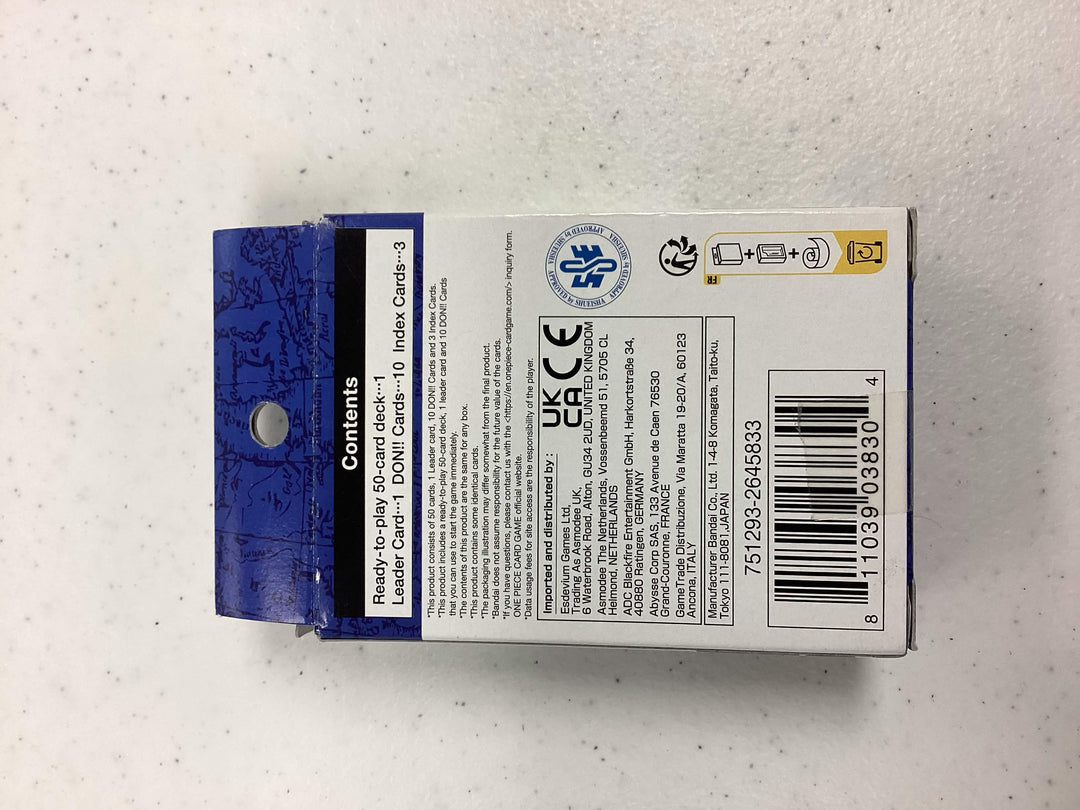 Contents
Ready-to-play 50-card deck…1
Leader Card…1 DON!! Cards…10 Index Cards…3
*This product consists of 50 cards, 1 Leader card, 10 DON!! Cards and 3 Index Cards.
*This product includes a ready-to-play 50-card deck, 1 leader card and 10 DON!! Cards
that you can use to start the game immediately.
*The contents of this product are the same for any box.
*This product contains some identical cards.
*The packaging illustration may differ somewhat from the final product.
*Bandai does not assume responsibility for the future value of the cards.
*If you have questions, please contact us with the <https://en.onepiece-cardgame.com/> inquiry form.
ONE PIECE CARD GAME official website.
*Data usage fees for site access are the responsibility of the player.
Imported and distributed by :
UK
CA CE
Esdevium Games Ltd,
Trading As Asmodee UK,
6 Waterbrook Road, Alton, GU34 2UD, UNITED KINGDOM
Asmodee The Netherlands, Vossenbeemd 51, 5705 CL
Helmond, NETHERLANDS
ADC Blackfire Entertainment GmbH, Harkortstraße 34,
40880 Ratingen, GERMANY
Abysse Corp SAS, 133 Avenue de Caen 76530
Grand-Couronne, FRANCE
GameTrade Distribuzione, Via Maratta 19-20/A, 60123
Ancona, ITALY
Manufacturer Bandai Co., Ltd. 1-4-8 Komagata, Taito-ku,
Tokyo 111-8081,JAPAN
APPROVED by SHUEISHA APPROVED by SHUEISHA
FR
751293-2645833
8 11039 03830 4